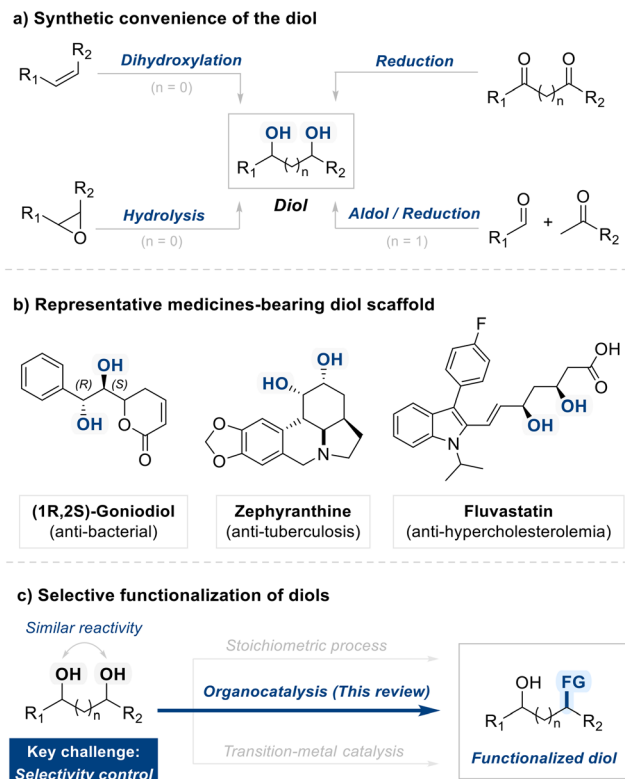 a) Synthetic convenience of the diol
R1
R2
Dihydroxylation
(n = 0)
Reduction
O O
R1 ( )n R2
OH OH
R1 ( )n R2
Diol
R1
R2
O
Hydrolysis
(n = 0)
Aldol / Reduction
(n = 1)
R1
O
+
O
R2
b) Representative medicines-bearing diol scaffold
OH
(R) (S)
OH
O
O
HO
OH
O
O
N
F
N
OH
OH
OH
O
(1R,2S)-Goniodiol
(anti-bacterial)
Zephyranthine
(anti-tuberculosis)
Fluvastatin
(anti-hypercholesterolemia)
c) Selective functionalization of diols
Similar reactivity
OH OH
R1 ( )n R2
Key challenge:
Selectivity control
Stoichiometric process
Organocatalysis (This review)
Transition-metal catalysis
OH FG
R1 ( )n R2
Functionalized diol